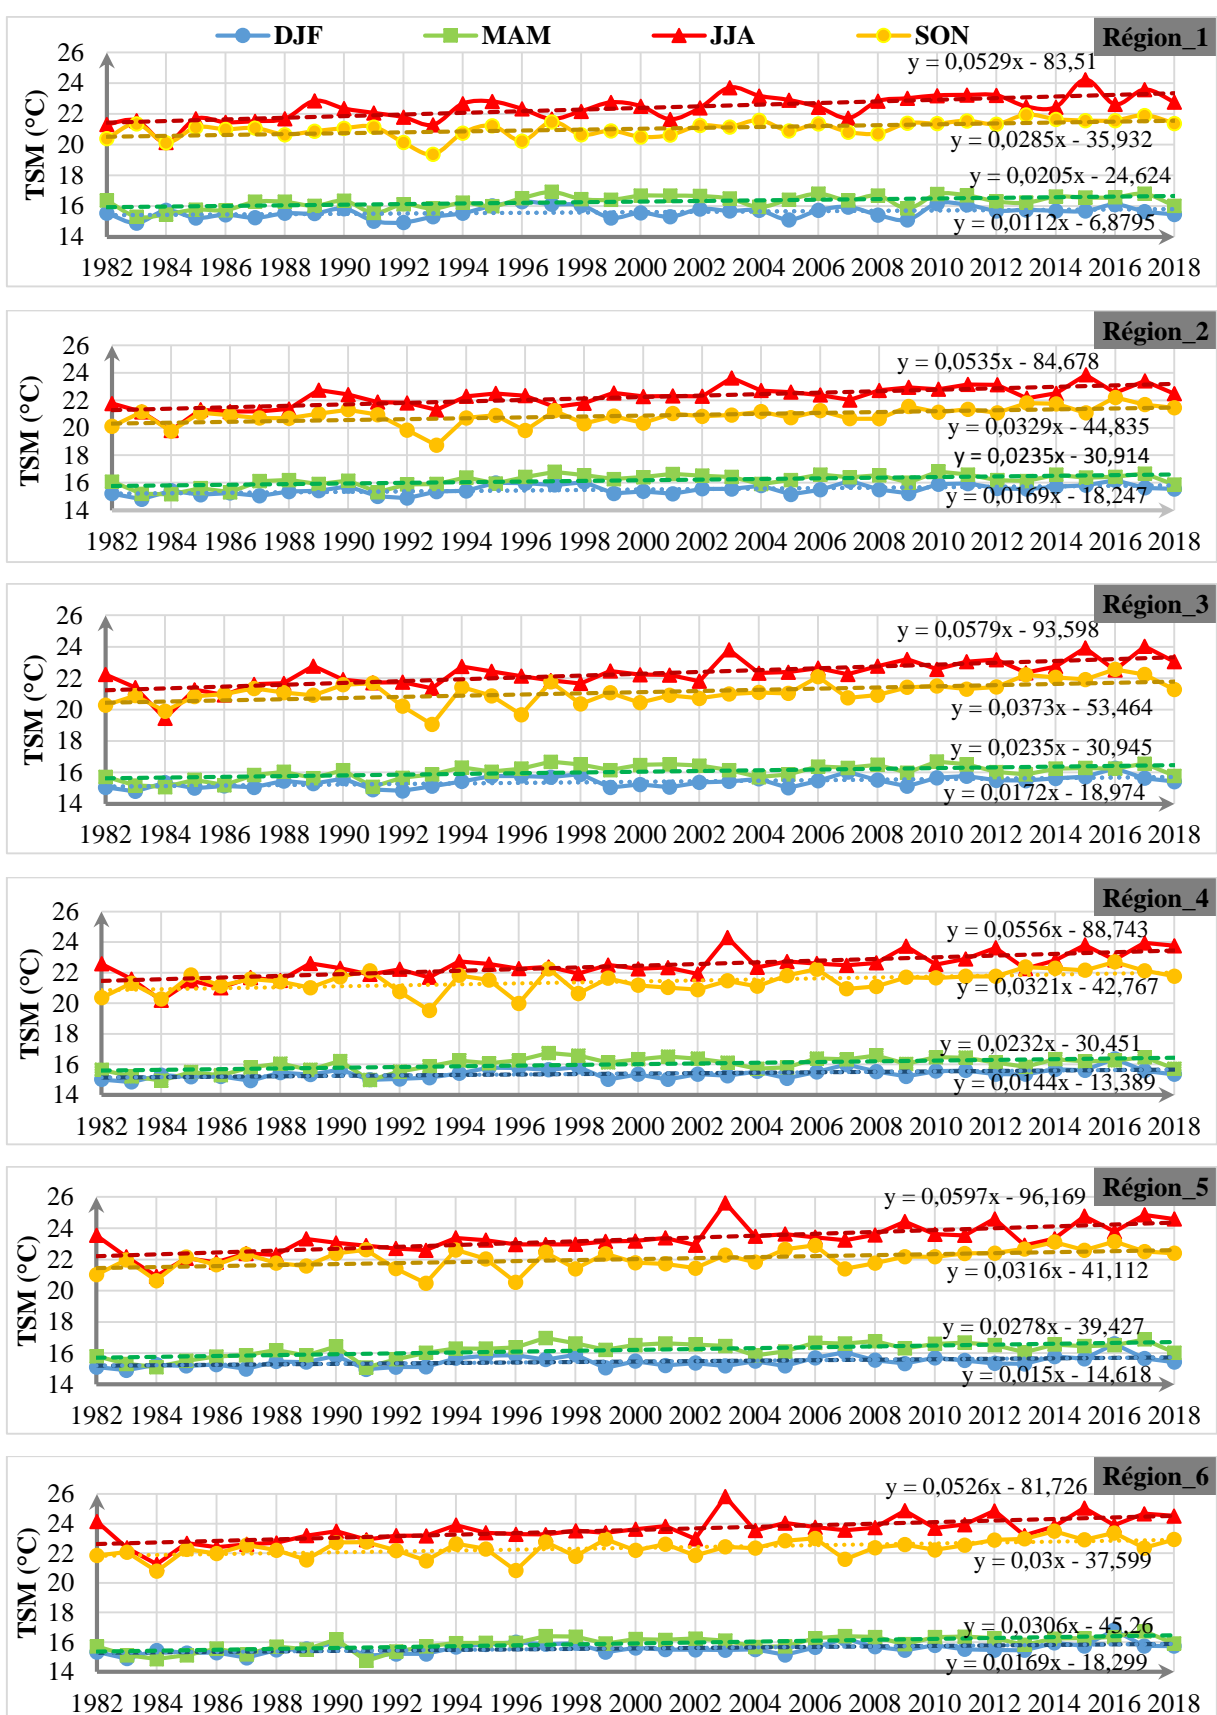 DJF MAM JJA SON
Région_1
TSM (°C)
26
24
22
20
18
16
14
y = 0,0529x - 83,51
y = 0,0285x - 35,932
y = 0,0205x - 24,624
y = 0,0112x - 6,8795
1982 1984 1986 1988 1990 1992 1994 1996 1998 2000 2002 2004 2006 2008 2010 2012 2014 2016 2018
Région_2
TSM (°C)
26
24
22
20
18
16
14
y = 0,0535x - 84,678
y = 0,0329x - 44,835
y = 0,0235x - 30,914
y = 0,0169x - 18,247
1982 1984 1986 1988 1990 1992 1994 1996 1998 2000 2002 2004 2006 2008 2010 2012 2014 2016 2018
Région_3
TSM (°C)
26
24
22
20
18
16
14
y = 0,0579x - 93,598
y = 0,0373x - 53,464
y = 0,0235x - 30,945
y = 0,0172x - 18,974
1982 1984 1986 1988 1990 1992 1994 1996 1998 2000 2002 2004 2006 2008 2010 2012 2014 2016 2018
Région_4
TSM (°C)
26
24
22
20
18
16
14
y = 0,0556x - 88,743
y = 0,0321x - 42,767
y = 0,0232x - 30,451
y = 0,0144x - 13,389
1982 1984 1986 1988 1990 1992 1994 1996 1998 2000 2002 2004 2006 2008 2010 2012 2014 2016 2018
Région_5
TSM (°C)
26
24
22
20
18
16
14
y = 0,0597x - 96,169
y = 0,0316x - 41,112
y = 0,0278x - 39,427
y = 0,015x - 14,618
1982 1984 1986 1988 1990 1992 1994 1996 1998 2000 2002 2004 2006 2008 2010 2012 2014 2016 2018
Région_6
TSM (°C)
26
24
22
20
18
16
14
y = 0,0526x - 81,726
y = 0,03x - 37,599
y = 0,0306x - 45,26
y = 0,0169x - 18,299
1982 1984 1986 1988 1990 1992 1994 1996 1998 2000 2002 2004 2006 2008 2010 2012 2014 2016 2018